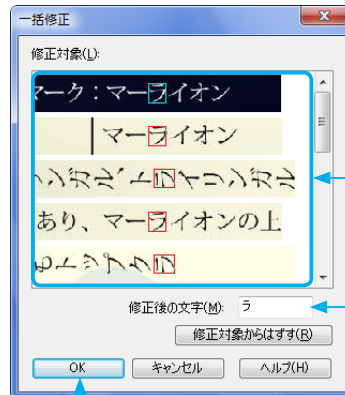 一括修正
修正対象(L):
マーク：マーライオン
マーライオン
あり、マーライオンの上
修正後の文字(M): ラ
修正対象からはずす(R)
OK キャンセル ヘルプ(H)